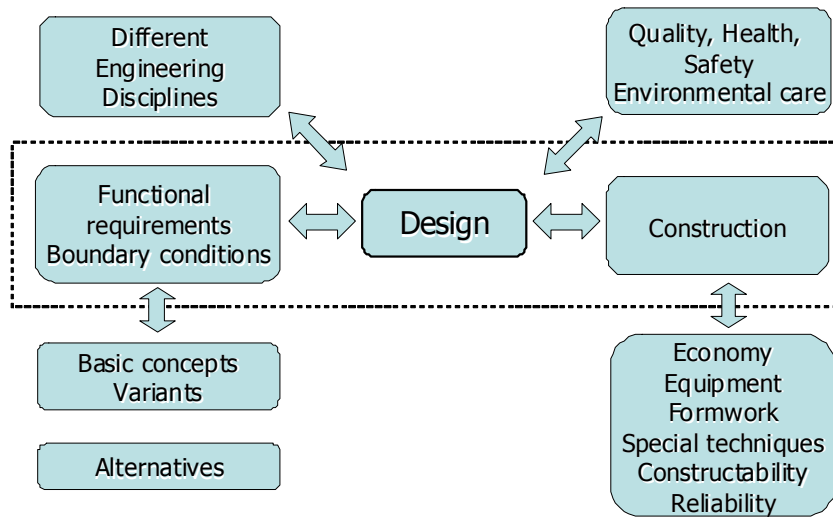 Different
Engineering
Disciplines
Quality, Health,
Safety
Environmental care
Functional
requirements
Boundary conditions
Design
Construction
Basic concepts
Variants
Alternatives
Economy
Equipment
Formwork
Special techniques
Constructability
Reliability